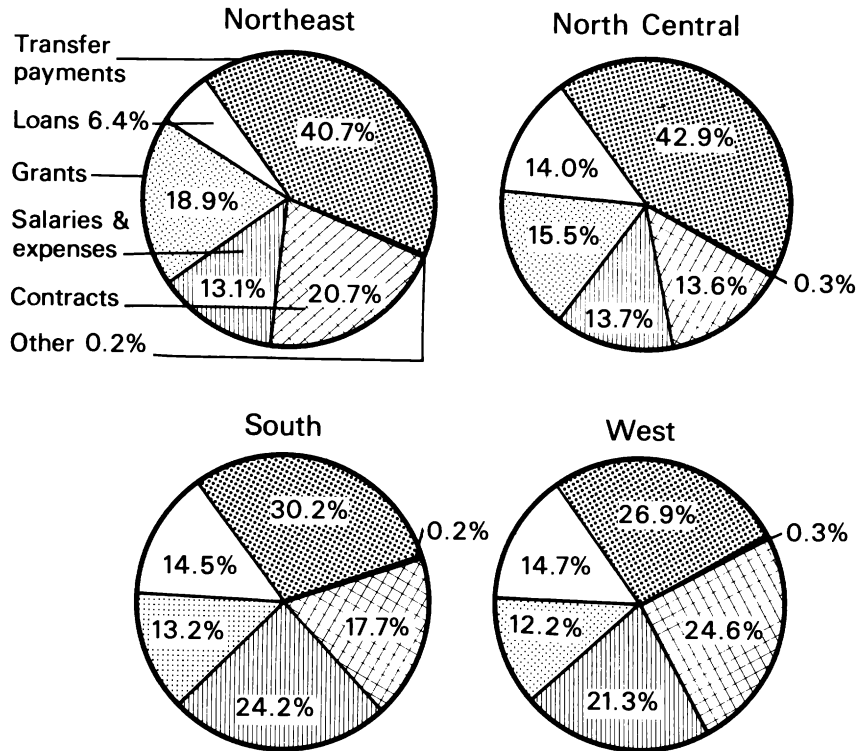 Northeast
Transfer
payments
Loans 6.4%
Grants
Salaries &
expenses
Contracts
Other 0.2%
40.7%
18.9%
13.1%
20.7%
North Central
42.9%
14.0%
15.5%
13.7%
13.6%
0.3%
South
30.2%
0.2%
14.5%
13.2%
17.7%
24.2%
West
26.9%
0.3%
14.7%
12.2%
24.6%
21.3%